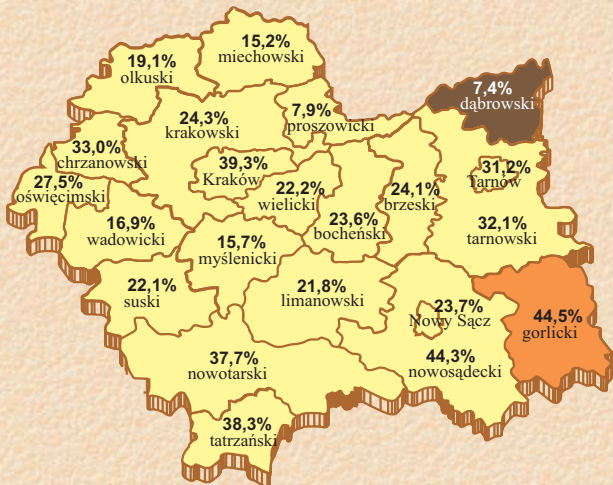 15,2%
miechowski
19,1%
olkuski
7,4%
dąbrowski
24,3%
krakowski
7,9%
proszowicki
33,0%
chrzanowski
39,3%
Kraków
31,2%
Tarnów
27,5%
oświęcimski
22,2%
wielicki
24,1%
brzeski
16,9%
wadowicki
23,6%
bocheński
32,1%
tarnowski
15,7%
myślenicki
22,1%
suski
21,8%
limanowski
23,7%
Nowy Sącz
44,5%
gorlicki
37,7%
nowotarski
44,3%
nowosądecki
38,3%
tatrzański